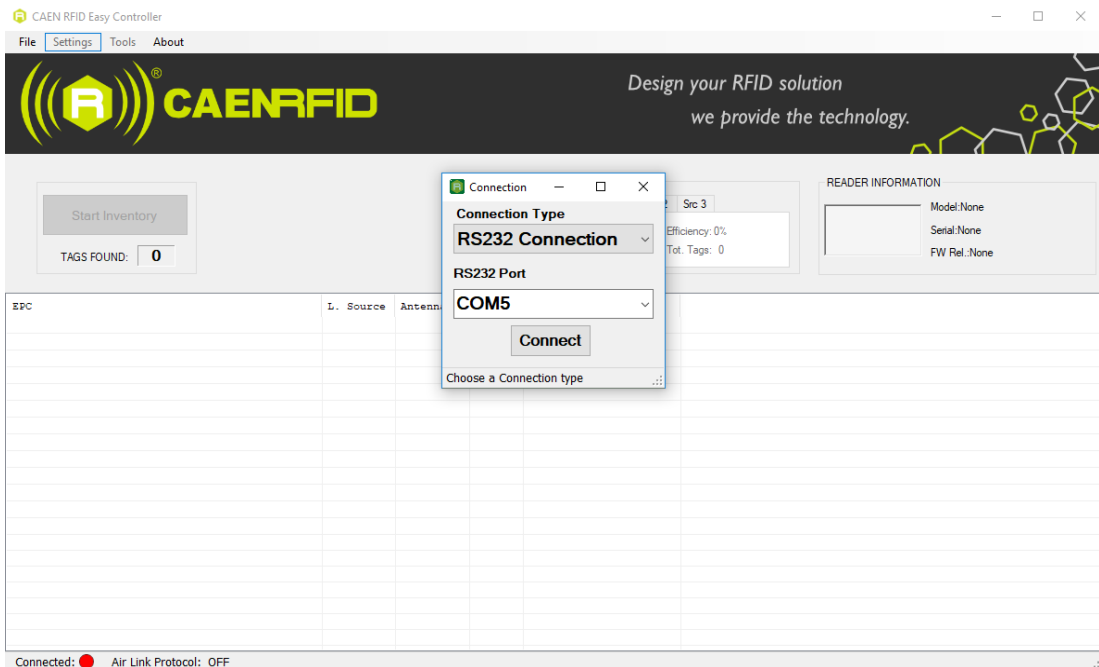 CAEN RFID Easy Controller
File Settings Tools About
CAENRFID
®
Design your RFID solution
we provide the technology.
Start Inventory
TAGS FOUND: 0
Connection
Connection Type
RS232 Connection
RS232 Port
COM5
Connect
Choose a Connection type
Src 3
Efficiency: 0%
Tot. Tags: 0
READER INFORMATION
Model:None
Serial:None
FW Rel.:None
EPC L. Source
Connected: Air Link Protocol: OFF